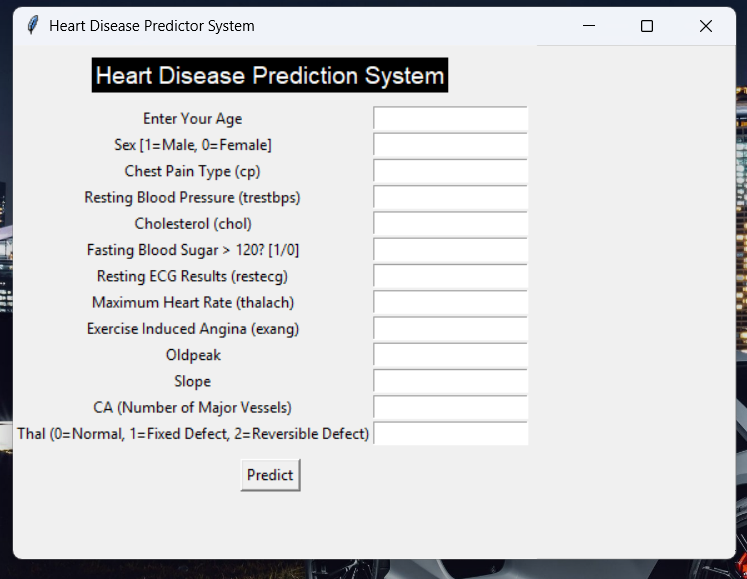 Heart Disease Predictor System
Heart Disease Prediction System
Enter Your Age
Sex [1=Male, 0=Female]
Chest Pain Type (cp)
Resting Blood Pressure (trestbps)
Cholesterol (chol)
Fasting Blood Sugar > 120? [1/0]
Resting ECG Results (restecg)
Maximum Heart Rate (thalach)
Exercise Induced Angina (exang)
Oldpeak
Slope
CA (Number of Major Vessels)
Thal (0=Normal, 1=Fixed Defect, 2=Reversible Defect)
Predict